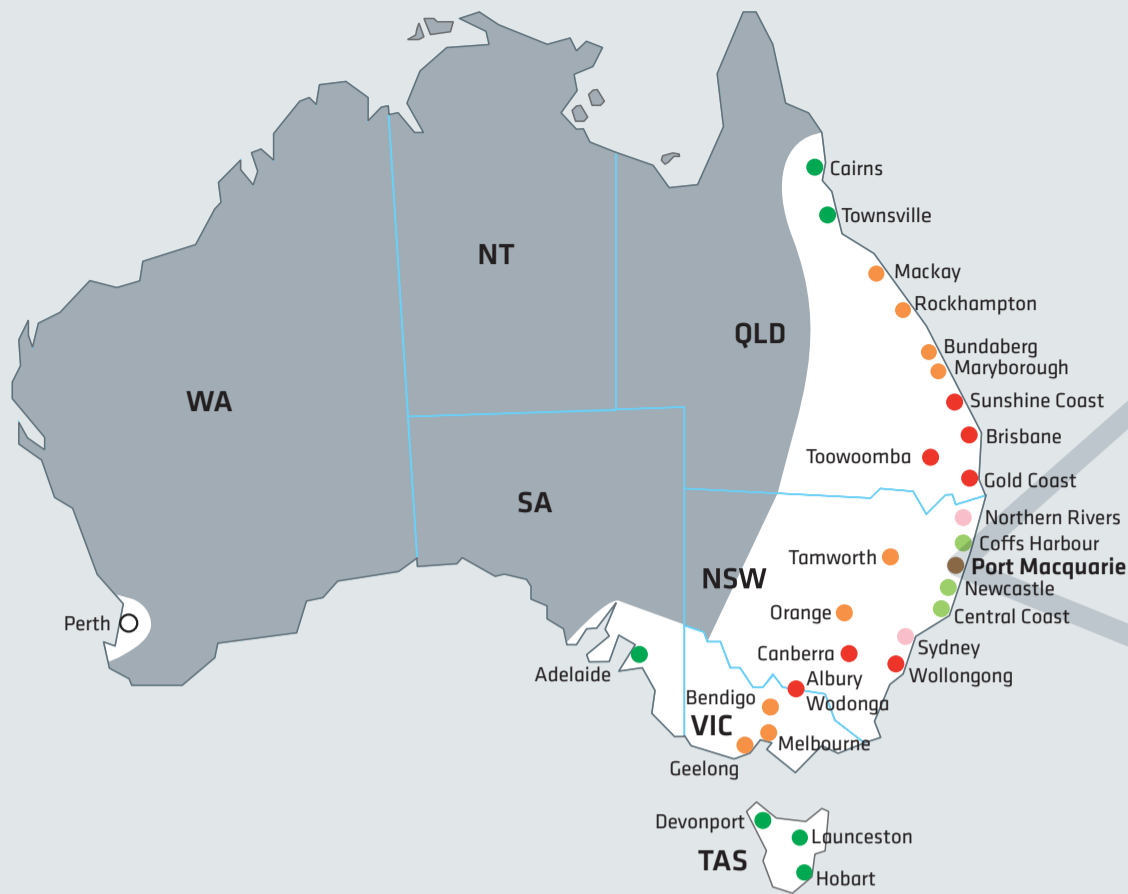 Cairns
Townsville
NT
Mackay
Rockhampton
QLD
Bundaberg
Maryborough
WA
Sunshine Coast
Brisbane
Toowoomba
Gold Coast
SA
Northern Rivers
Coffs Harbour
Tamworth
Port Macquarie
NSW
Newcastle
Orange
Central Coast
Perth
Sydney
Canberra
Adelaide
Wollongong
Albury
Wodonga
Bendigo
VIC
Melbourne
Geelong
Devonport
Launceston
TAS
Hobart